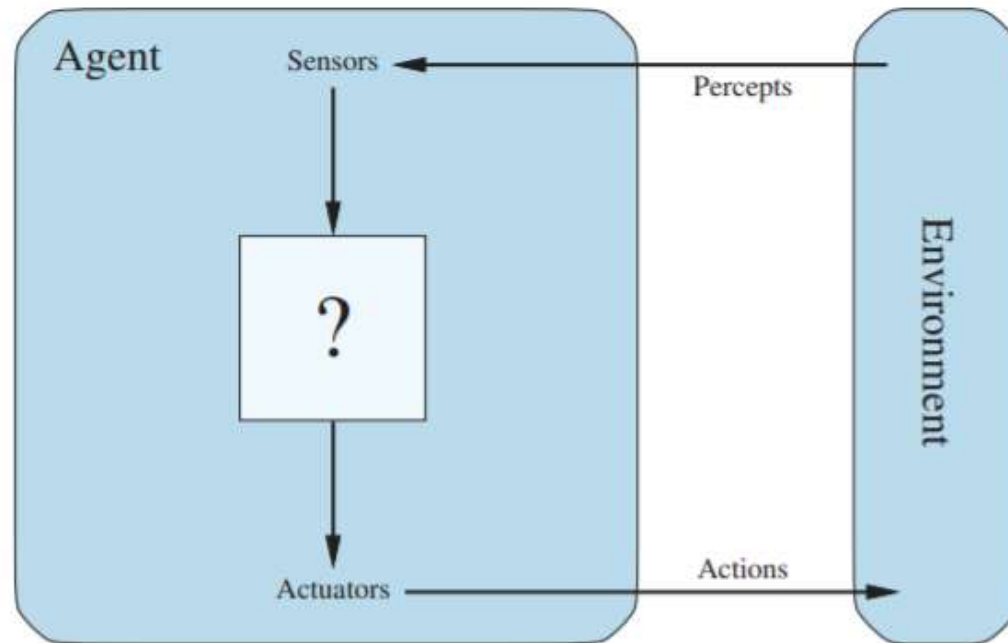 Agent
Sensors
Percepts
?
Environment
Actuators
Actions